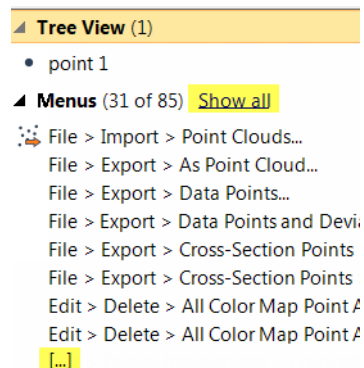 Tree View (1)
• point 1
Menus (31 of 85) Show all
File > Import > Point Clouds...
File > Export > As Point Cloud...
File > Export > Data Points...
File > Export > Data Points and Devia
File > Export > Cross-Section Points
File > Export > Cross-Section Points
Edit > Delete > All Color Map Point A
Edit > Delete > All Color Map Point A
[...]